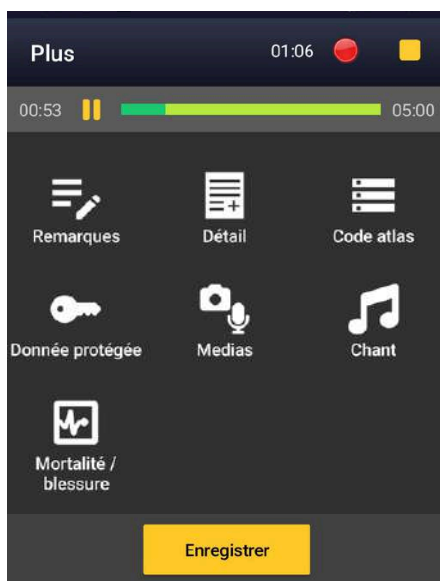 Plus 01:06
00:53 05:00
Remarques Détail Code atlas
Donnée protégée Medias Chant
Mortalité /
blessure
Enregistrer